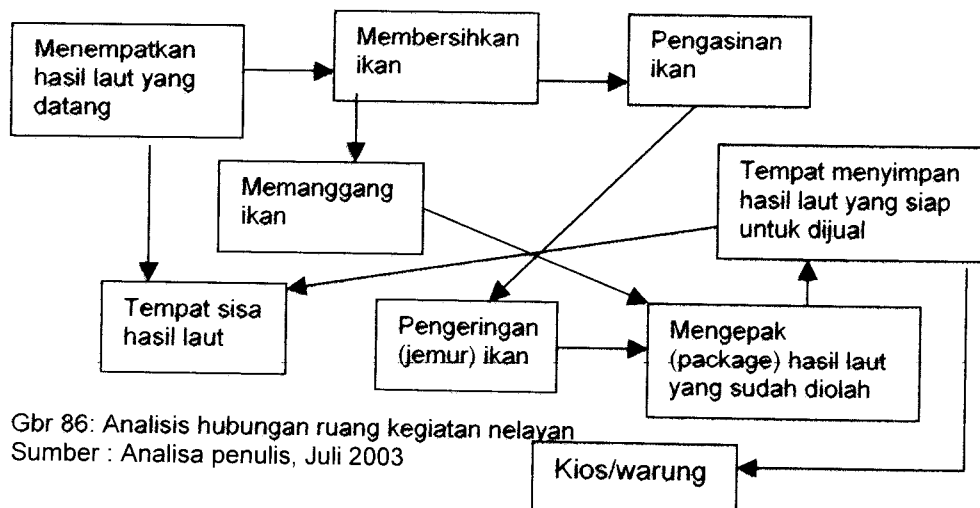 Menempatkan
hasil laut yang
datang
Membersihkan
ikan
Pengasinan
ikan
Memanggang
ikan
Tempat menyimpan
hasil laut yang siap
untuk dijual
Tempat sisa
hasil laut
Pengeringan
(jemur) ikan
Mengepak
(package) hasil laut
yang sudah diolah
Gbr 86: Analisis hubungan ruang kegiatan nelayan
Sumber : Analisa penulis, Juli 2003
Kios/warung